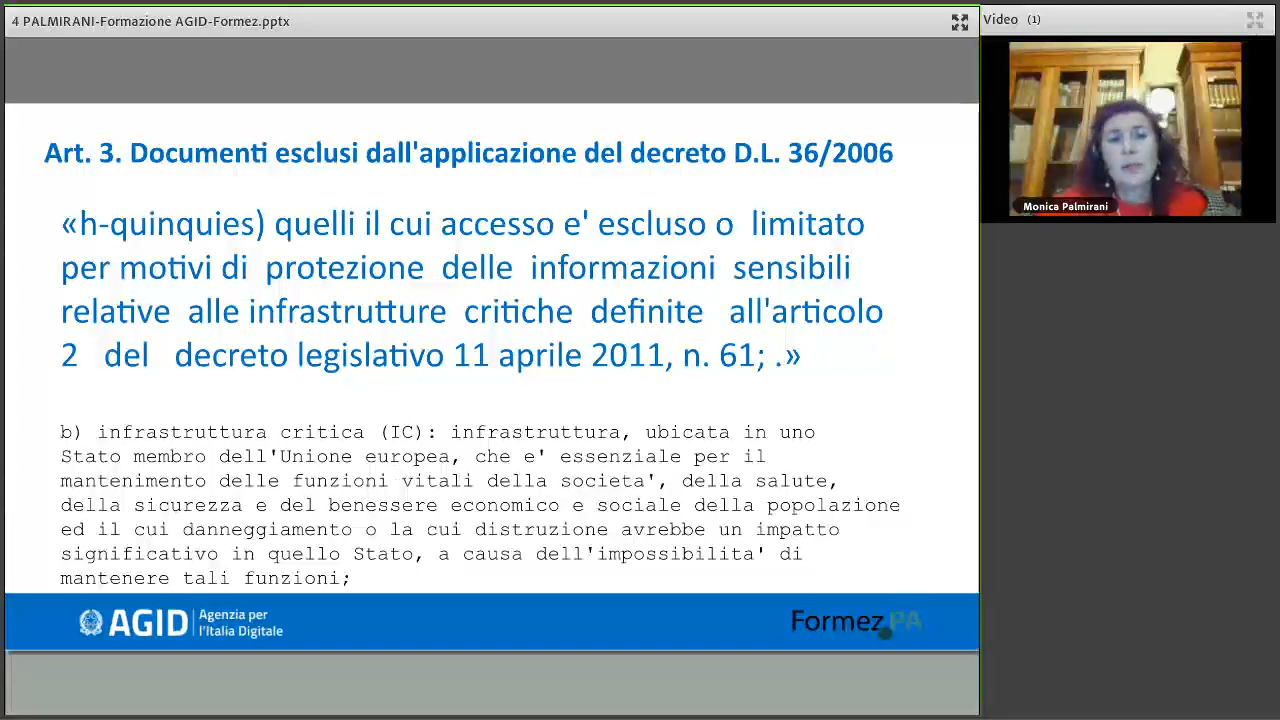 4 PALMIRANI-Formazione AGID-Formez.pptx
Video (1)
Monica Palmirani
Art. 3. Documenti esclusi dall'applicazione del decreto D.L. 36/2006
«h-quinquies) quelli il cui accesso e' escluso o limitato
per motivi di protezione delle informazioni sensibili
relative alle infrastrutture critiche definite all'articolo
2 del decreto legislativo 11 aprile 2011, n. 61; .»
b) infrastruttura critica (IC): infrastruttura, ubicata in uno
Stato membro dell'Unione europea, che e' essenziale per il
mantenimento delle funzioni vitali della societa', della salute,
della sicurezza e del benessere economico e sociale della popolazione
ed il cui danneggiamento o la cui distruzione avrebbe un impatto
significativo in quello Stato, a causa dell'impossibilita' di
mantenere tali funzioni;
AGID Agenzia per
l'Italia Digitale
Formez PA